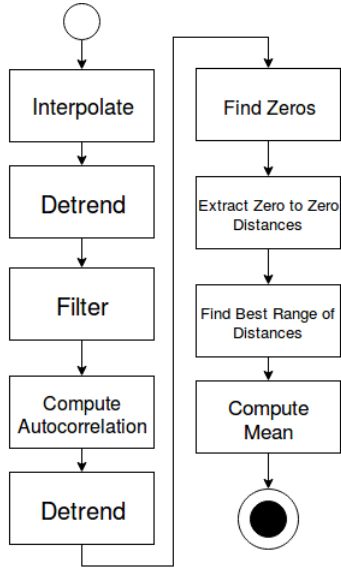 Interpolate
Detrend
Filter
Compute
Autocorrelation
Detrend
Find Zeros
Extract Zero to Zero
Distances
Find Best Range of
Distances
Compute
Mean